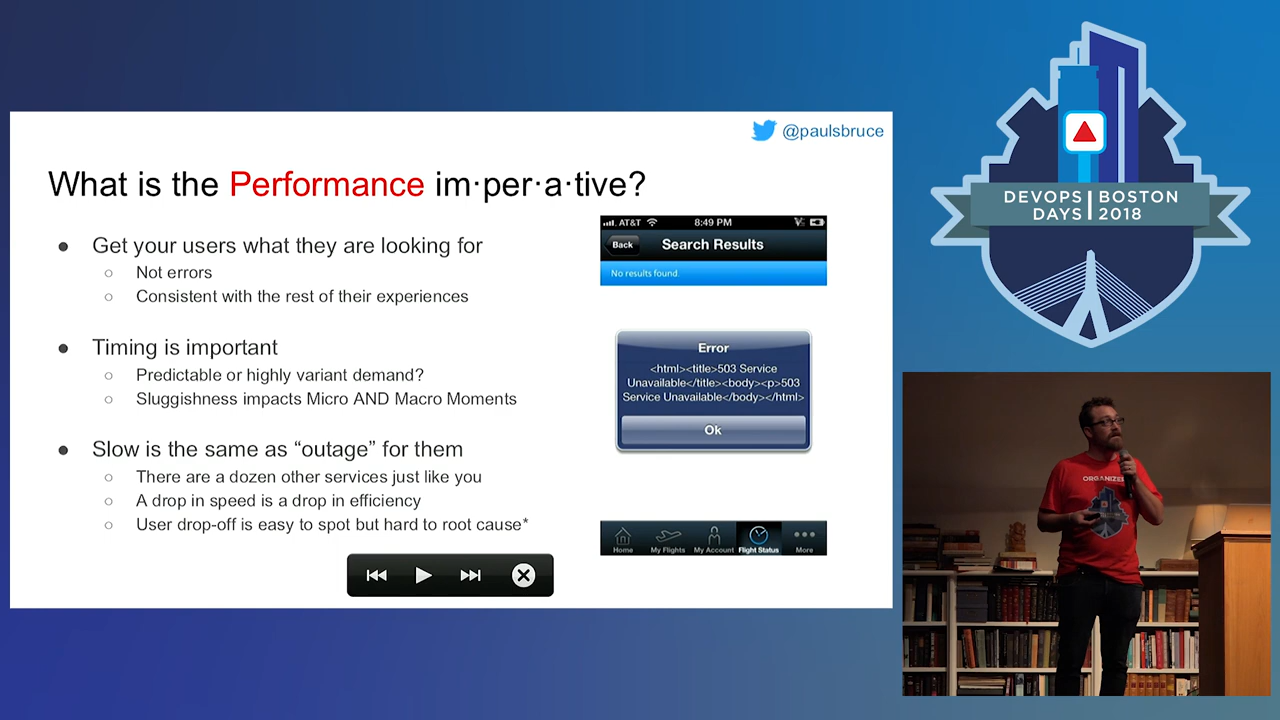 @paulsbruce
What is the Performance im·per·a·tive?
● Get your users what they are looking for
○ Not errors
○ Consistent with the rest of their experiences
● Timing is important
○ Predictable or highly variant demand?
○ Sluggishness impacts Micro AND Macro Moments
● Slow is the same as “outage” for them
○ There are a dozen other services just like you
○ A drop in speed is a drop in efficiency
○ User drop-off is easy to spot but hard to root cause*
AT&T 8:49 PM
Back Search Results
No results found.
Error
<html><title>503 Service
Unavailable</title><body><p>503
Service Unavailable</body></html>
Ok
Home My Flights My Account Flight Status More
DEVOPS BOSTON
DAYS 2018
ORGANIZER